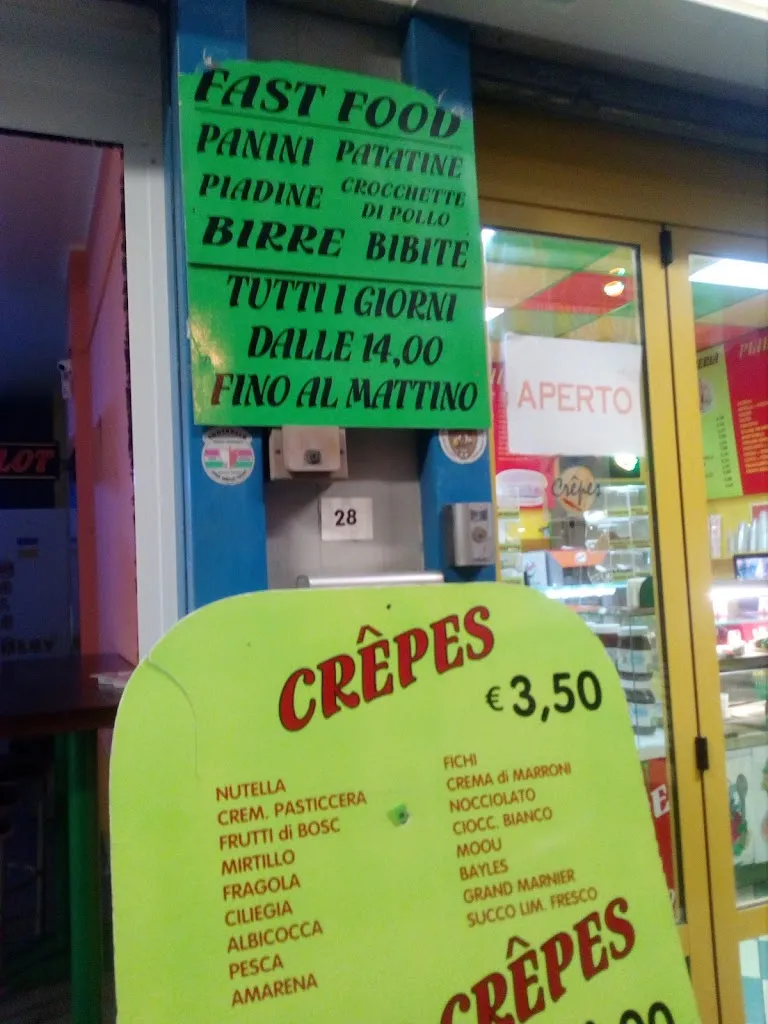 FAST FOOD
PANINI PATATINE
PIADINE CROCCHETTE DI POLLO
BIRRE BIBITE
TUTTI I GIORNI
DALLE 14,00
FINO AL MATTINO
APERTO
Crêpes
28
LOT
CRÊPES
€ 3,50
NUTELLA
CREM. PASTICCERA
FRUTTI di BOSC
MIRTILLO
FRAGOLA
CILIEGIA
ALBICOCCA
PESCA
AMARENA
FICHI
CREMA di MARRONI
NOCCIOLATO
CIOCC. BIANCO
MOOU
BAYLES
GRAND MARNIER
SUCCO LIM. FRESCO
CRÊPES